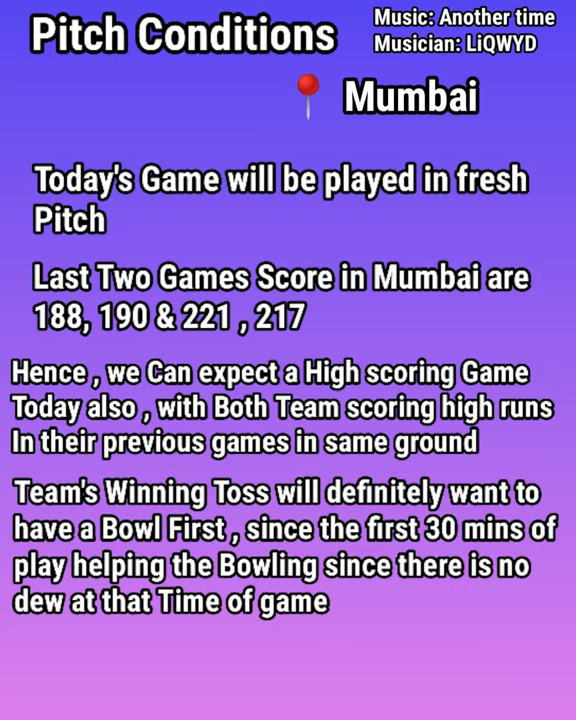 Pitch Conditions
Music: Another time
Musician: LiQWYD
Mumbai
Today's Game will be played in fresh
Pitch
Last Two Games Score in Mumbai are
188, 190 & 221 , 217
Hence , we Can expect a High scoring Game
Today also , with Both Team scoring high runs
In their previous games in same ground
Team's Winning Toss will definitely want to
have a Bowl First , since the first 30 mins of
play helping the Bowling since there is no
dew at that Time of game